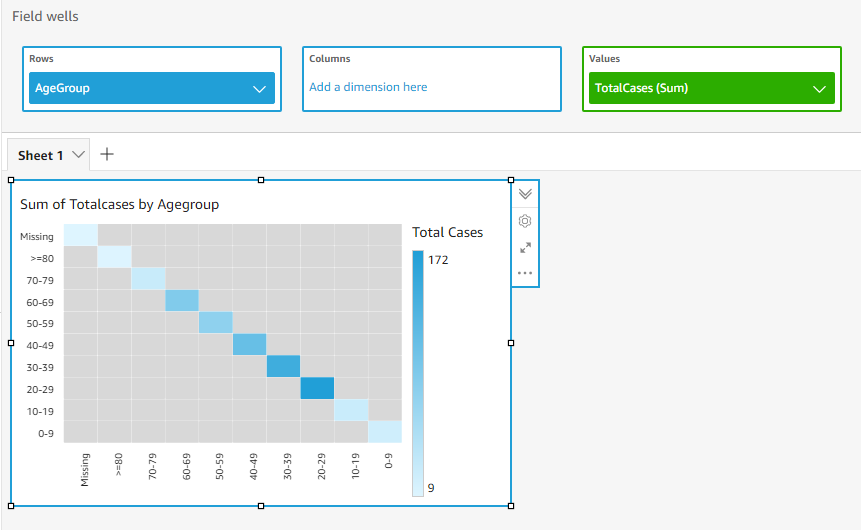 Field wells
Rows
Columns
Values
AgeGroup
Add a dimension here
TotalCases (Sum)
Sheet 1
Sum of Totalcases by Agegroup
Total Cases
172
9
Missing
>=80
70-79
60-69
50-59
40-49
30-39
20-29
10-19
0-9
Missing
>=80
70-79
60-69
50-59
40-49
30-39
20-29
10-19
0-9